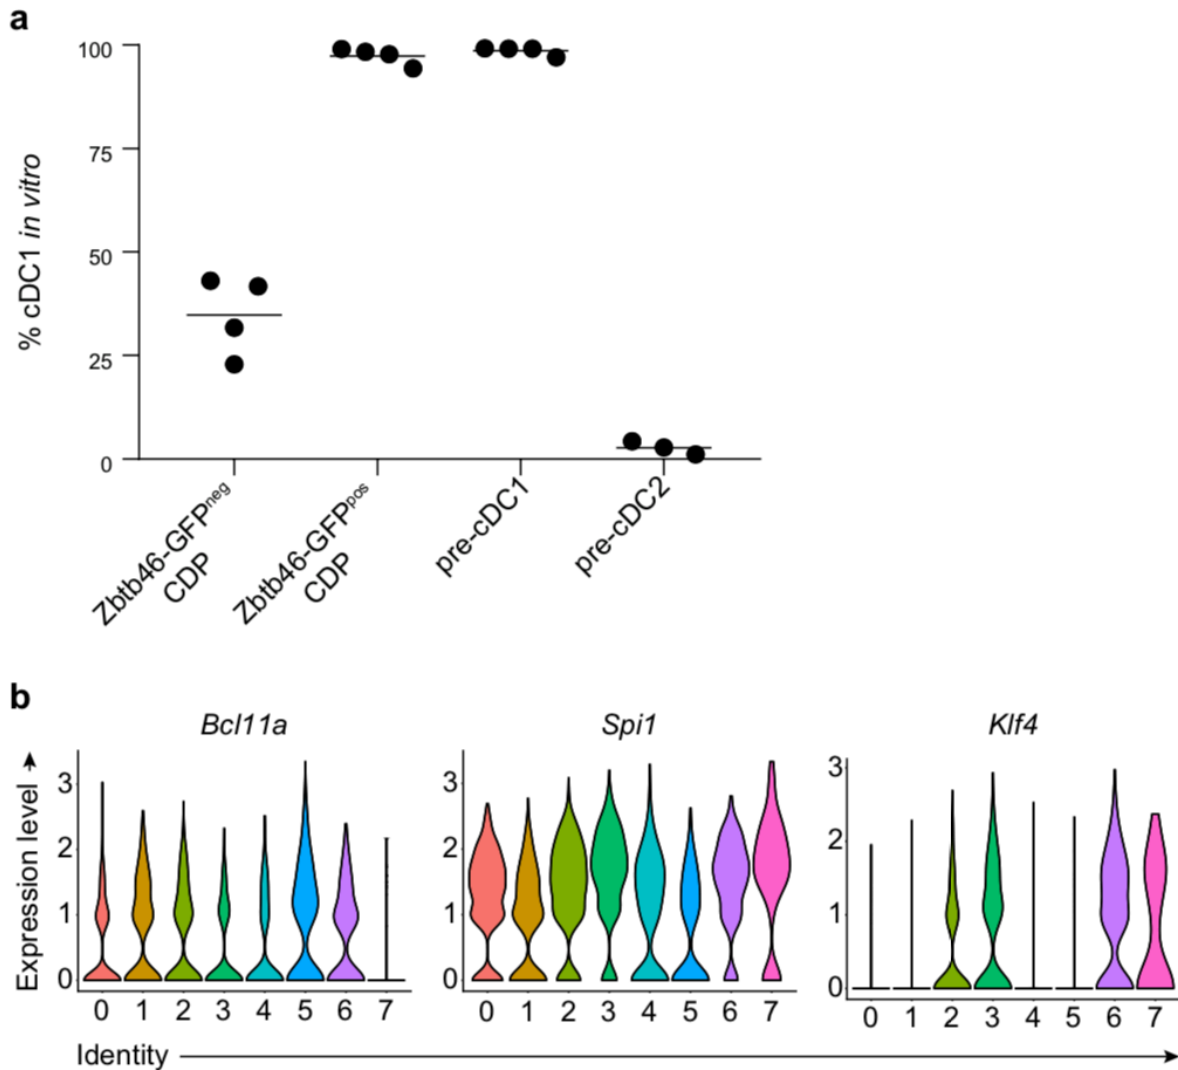 a
% cDC1 in vitro
100
75
50
25
0
Zbtb46-GFPneg
CDP
Zbtb46-GFPpos
CDP
pre-cDC1
pre-cDC2
b
Bcl11a
Spi1
Klf4
Expression level
3
2
1
0
3
2
1
0
3
2
1
0
0 1 2 3 4 5 6 7
0 1 2 3 4 5 6 7
0 1 2 3 4 5 6 7
Identity